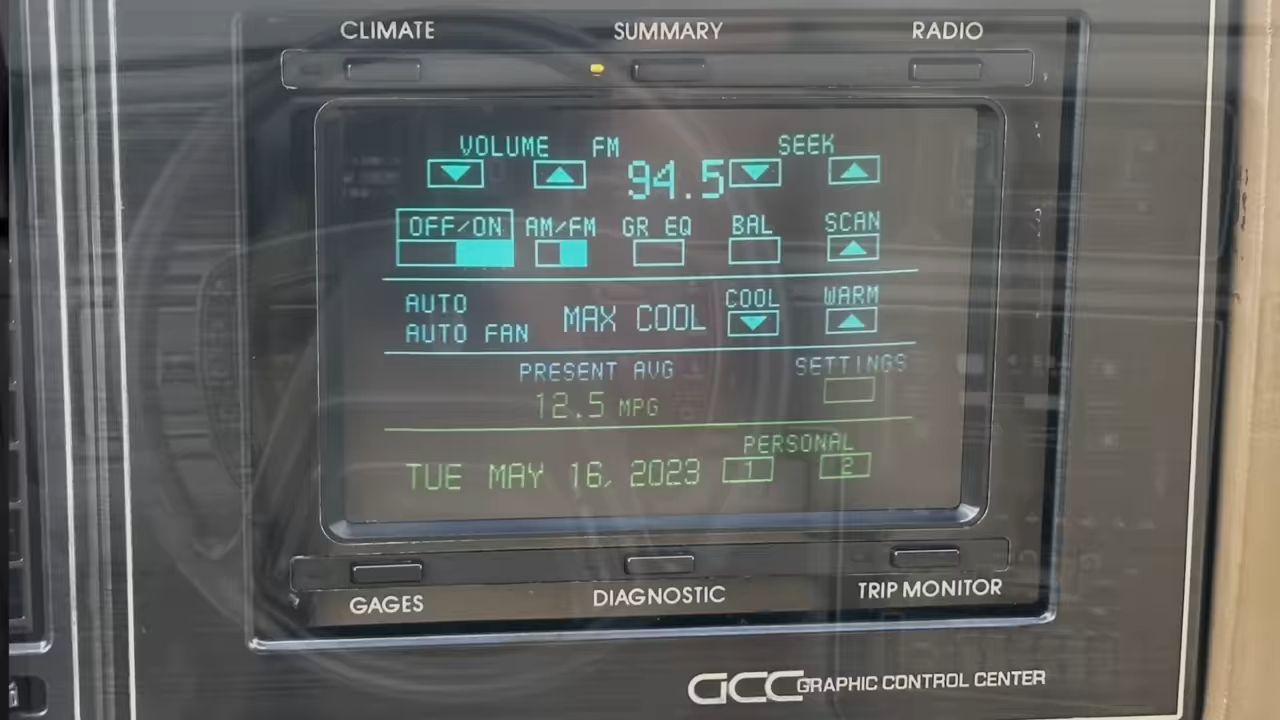 CLIMATE SUMMARY RADIO
VOLUME FM SEEK
94.5
OFF/ON AM/FM GR EQ BAL SCAN
AUTO MAX COOL COOL WARM
AUTO FAN
PRESENT AVG SETTINGS
12.5 MPG
PERSONAL
TUE MAY 16, 2023 1 2
GAGES DIAGNOSTIC TRIP MONITOR
GCC GRAPHIC CONTROL CENTER